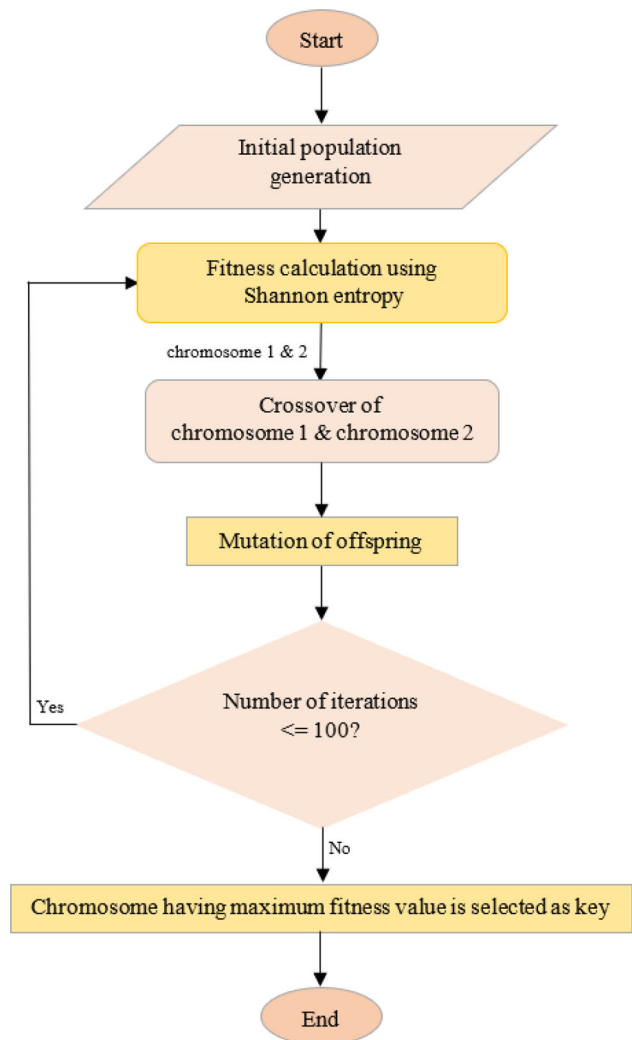 Start
Initial population
generation
Fitness calculation using
Shannon entropy
chromosome 1 & 2
Crossover of
chromosome 1 & chromosome 2
Mutation of offspring
Number of iterations
<= 100?
Yes
No
Chromosome having maximum fitness value is selected as key
End